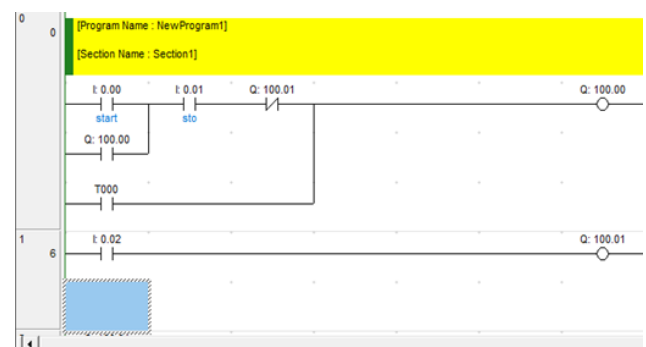 0
0
[Program Name : NewProgram1]
[Section Name : Section1]
I: 0.00 I: 0.01 Q: 100.01 Q: 100.00
start sto
Q: 100.00
T000
1
6
I: 0.02 Q: 100.01